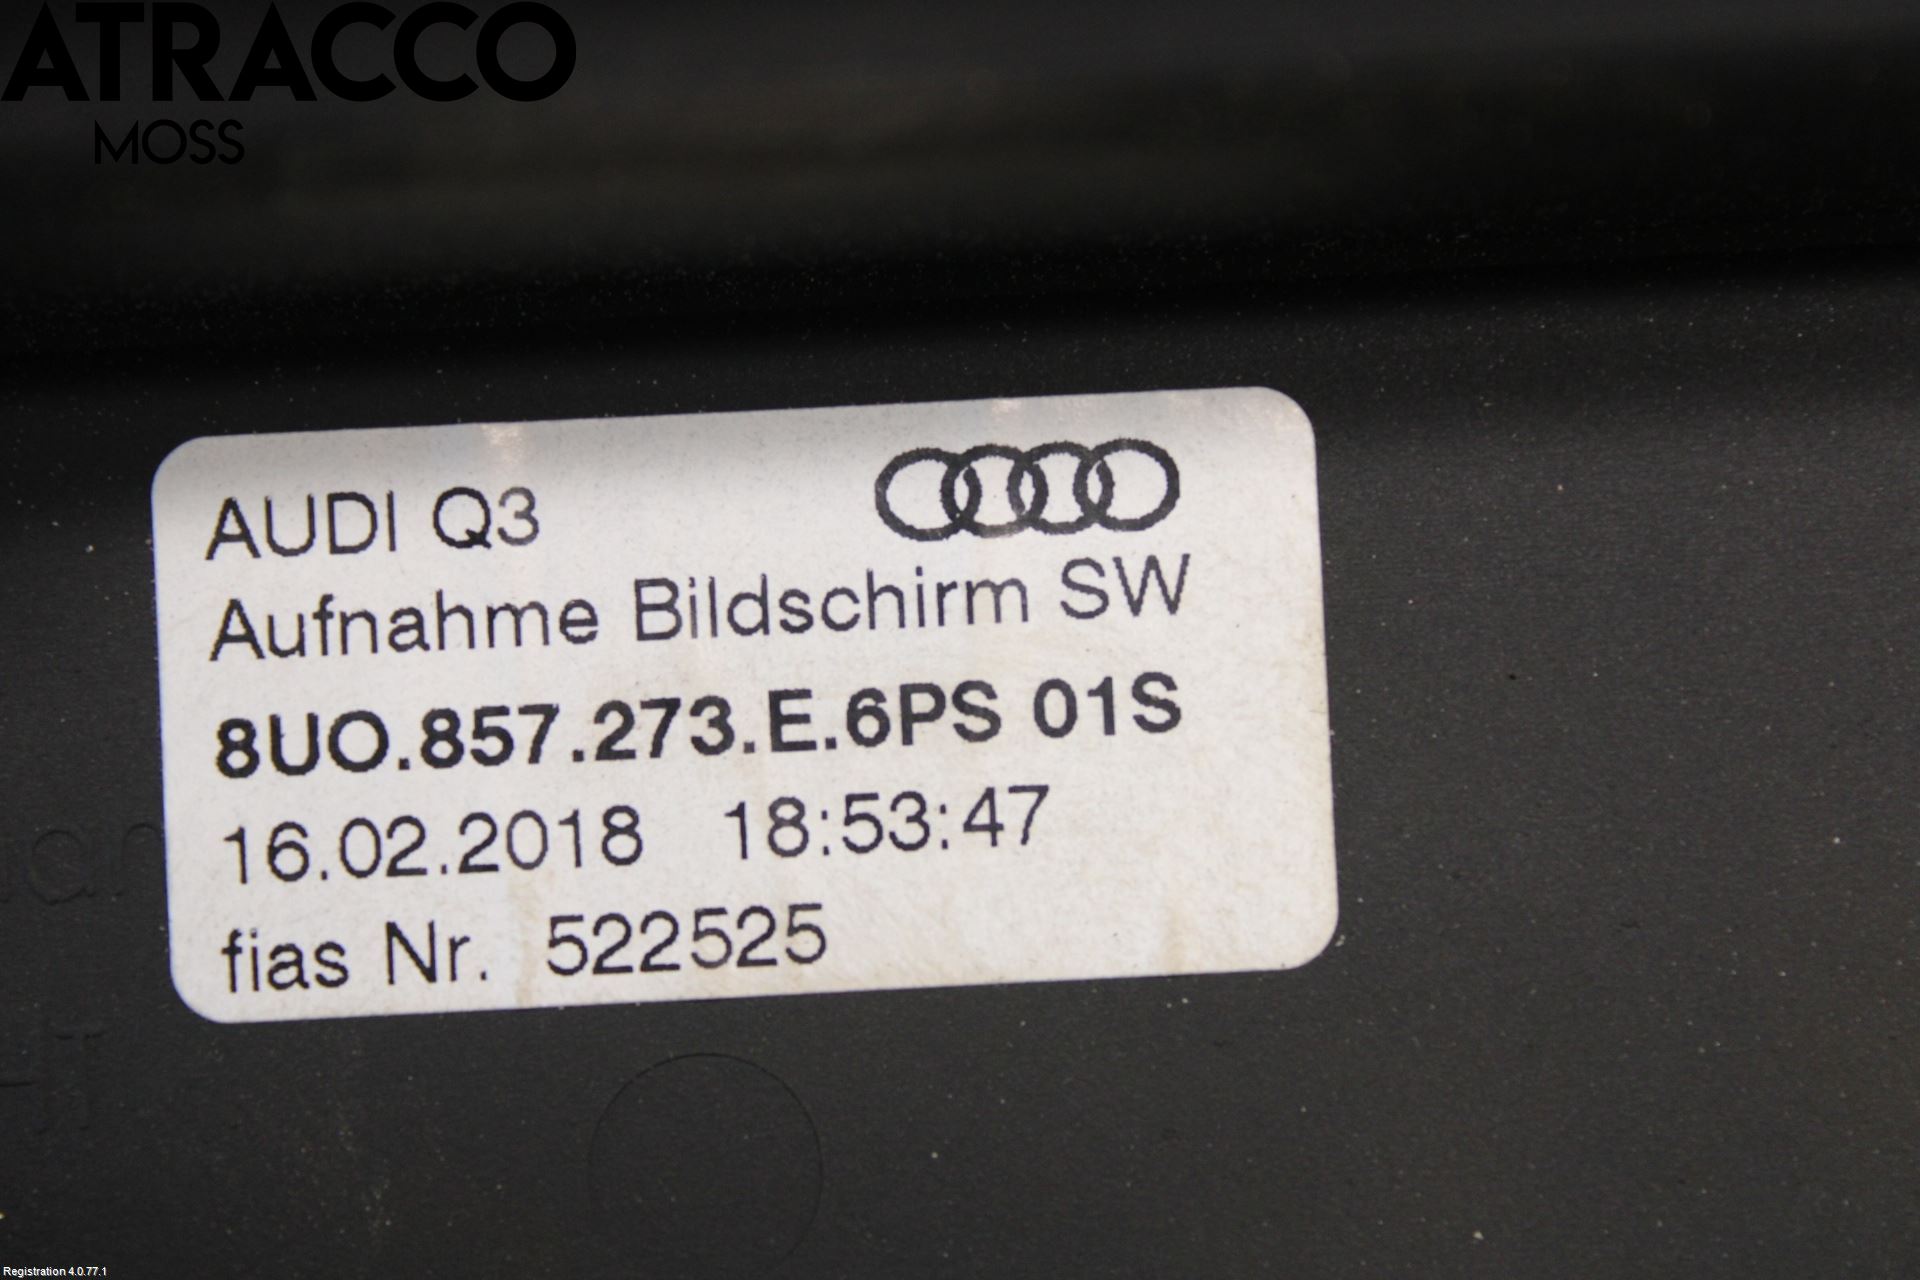 ATRACCO
MOSS
AUDI Q3
Aufnahme Bildschirm SW
8UO.857.273.E.6PS 01S
16.02.2018 18:53:47
fias Nr. 522525
Registration 4.0.77.1